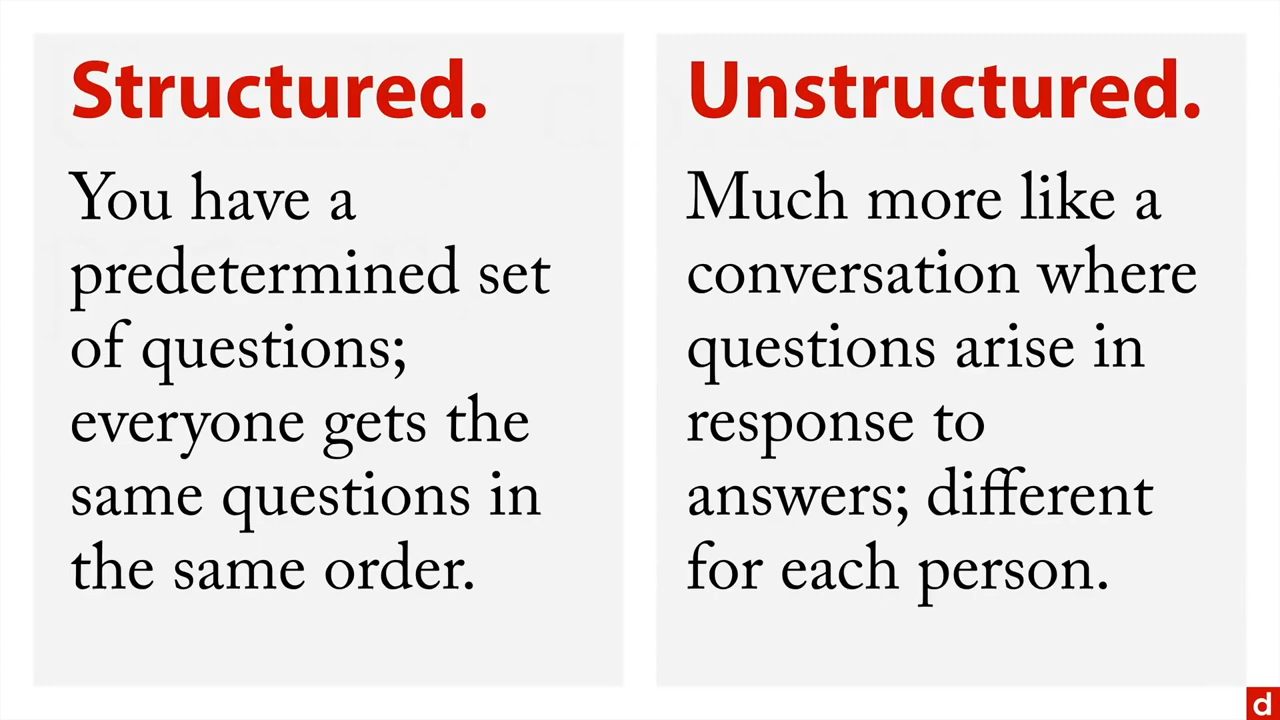 Structured.
You have a
predetermined set
of questions;
everyone gets the
same questions in
the same order.
Unstructured.
Much more like a
conversation where
questions arise in
response to
answers; different
for each person.
d